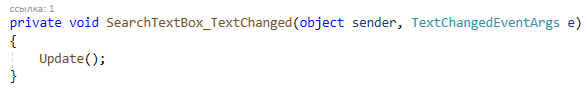 ссылка: 1
private void SearchTextBox_TextChanged(object sender, TextChangedEventArgs e)
{
    Update();
}